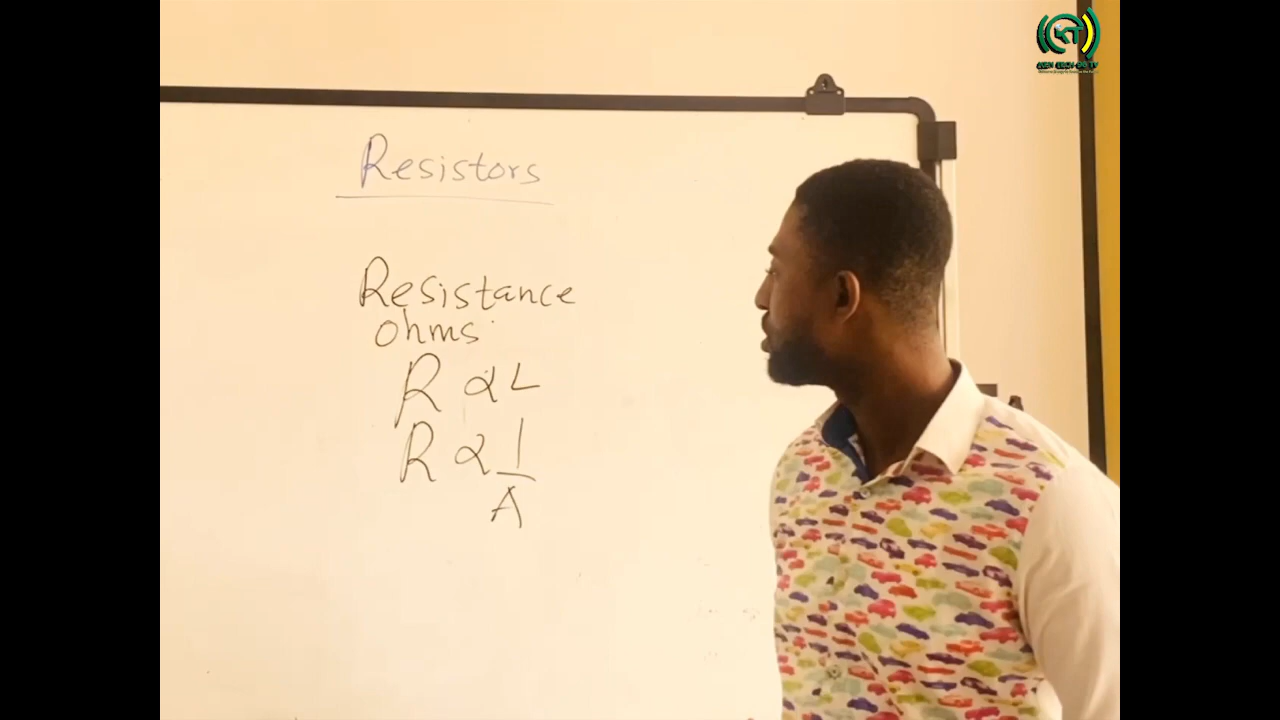 Resistors
Resistance
ohms
R α L
R α 1
A